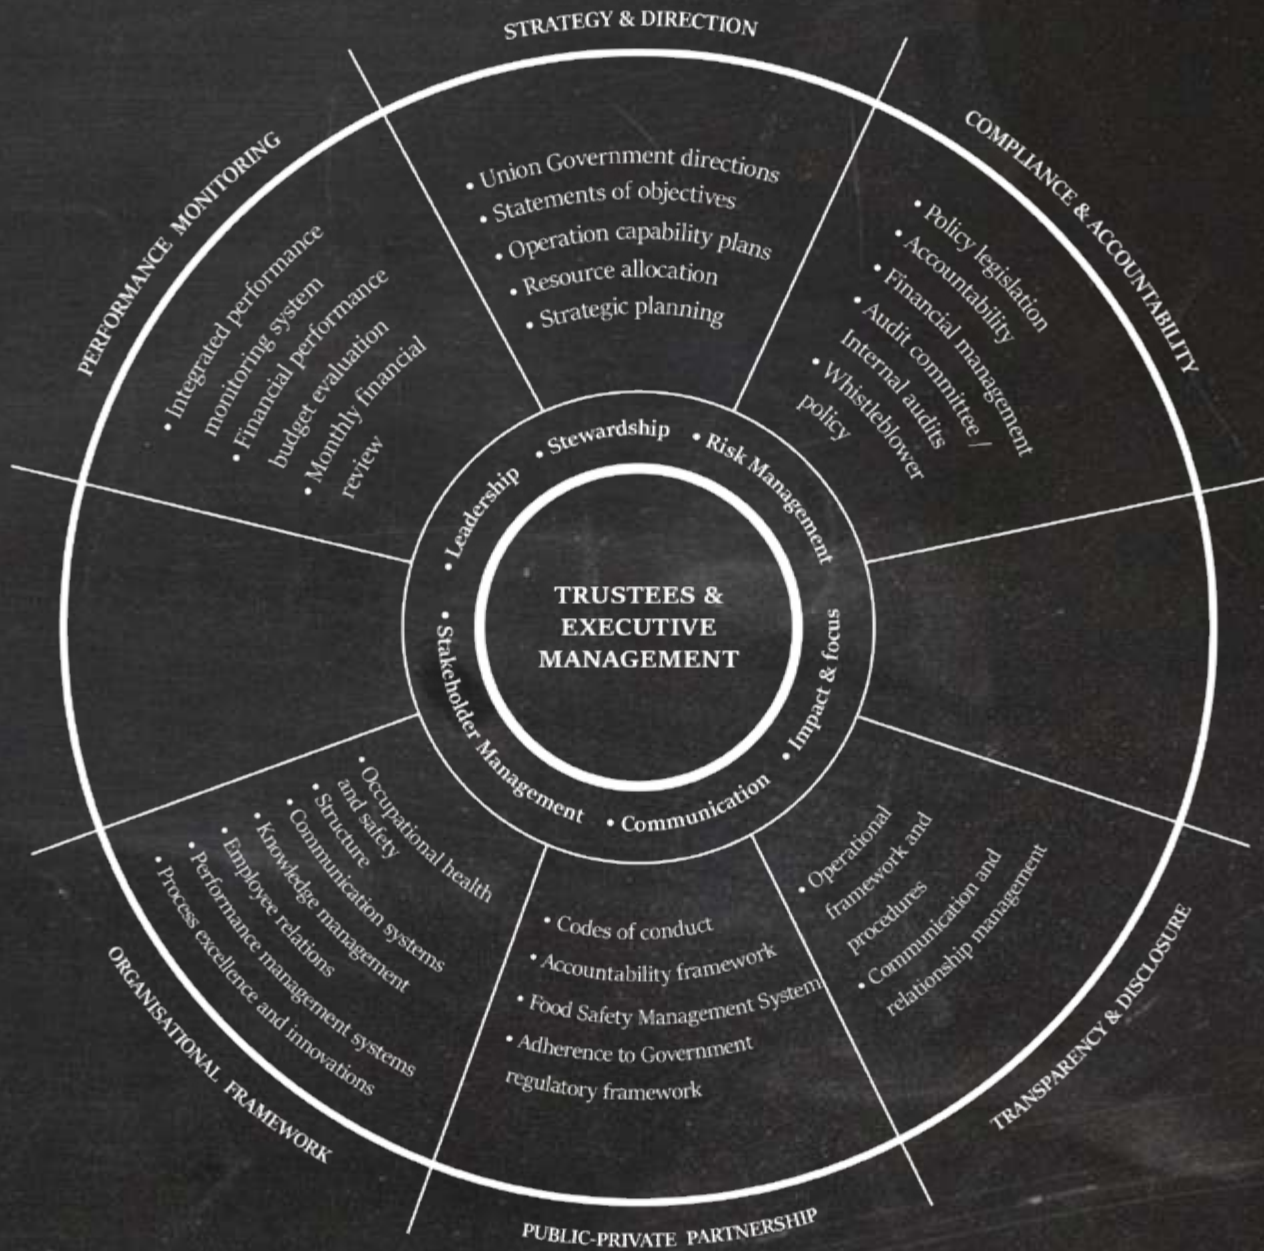 STRATEGY & DIRECTION
• Union Government directions
• Statements of objectives
• Operation capability plans
• Resource allocation
• Strategic planning
COMPLIANCE & ACCOUNTABILITY
• Policy legislation
• Accountability
• Financial management
• Audit committee /
Internal audits
• Whistleblower
policy
TRANSPARENCY & DISCLOSURE
• Operational
framework and
procedures
• Communication and
relationship management
PUBLIC-PRIVATE PARTNERSHIP
• Codes of conduct
• Accountability framework
• Food Safety Management System
• Adherence to Government
regulatory framework
ORGANISATIONAL FRAMEWORK
• Occupational health
and safety
• Structure
• Communication systems
• Knowledge management
• Employee relations
• Performance management systems
• Process excellence and innovations
PERFORMANCE MONITORING
• Integrated performance
monitoring system
• Financial performance
budget evaluation
• Monthly financial
review
• Leadership
• Stewardship
• Risk Management
• Impact & focus
• Communication
• Stakeholder Management
TRUSTEES &
EXECUTIVE
MANAGEMENT